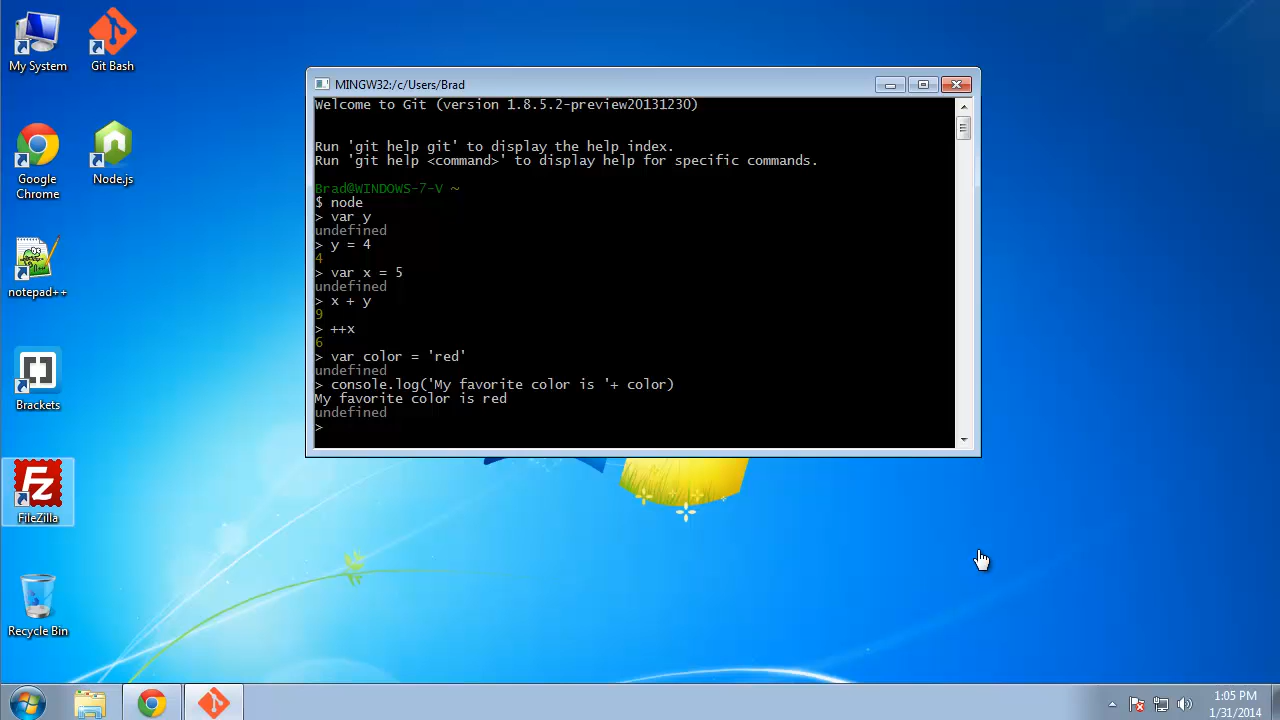 My System
Git Bash
Google
Chrome
Node.js
notepad++
Brackets
Fz
FileZilla
Recycle Bin
MINGW32:/c/Users/Brad
Welcome to Git (version 1.8.5.2-preview20131230)
Run 'git help git' to display the help index.
Run 'git help <command>' to display help for specific commands.
Brad@WINDOWS-7-V ~
$ node
> var y
undefined
> y = 4
4
> var x = 5
undefined
> x + y
9
> ++x
6
> var color = 'red'
undefined
> console.log('My favorite color is '+ color)
My favorite color is red
undefined
>
1:05 PM
1/31/2014